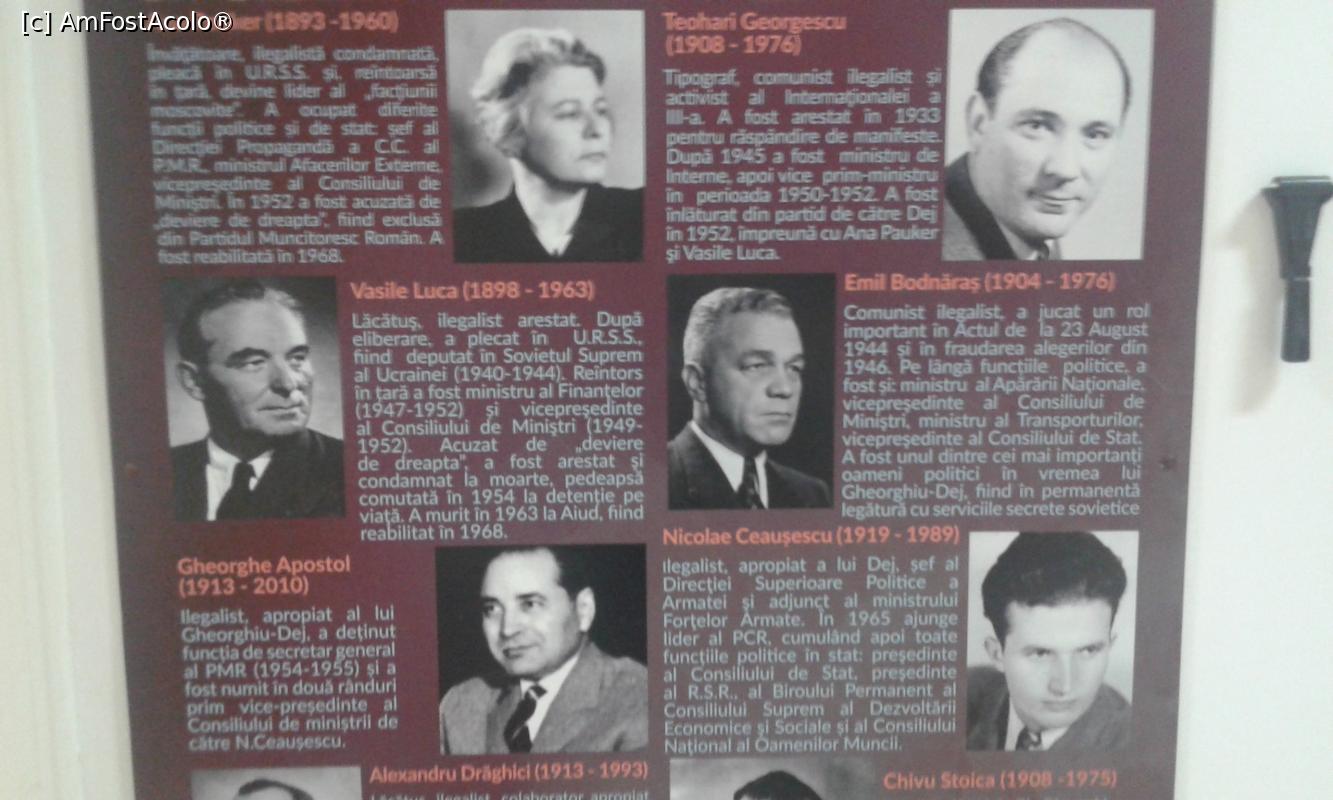 [c] AmFostAcolo®
(1893 -1960)
Învățătoare, ilegalistă condamnată,
pleacă în U.R.S.S. și, reîntoarsă
în țară, devine lider al „facțiunii
moscovite". A ocupat diferite
funcții politice și de stat: șef al
Direcției Propagandă a C.C. al
P.M.R., ministrul Afacerilor Externe,
vicepreședinte al Consiliului de
Miniștri. În 1952 a fost acuzată de
„deviere de dreapta", fiind exclusă
din Partidul Muncitoresc Român. A
fost reabilitată în 1968.
Teohari Georgescu
(1908 - 1976)
Tipograf, comunist ilegalist și
activist al Internaționalei a
III-a. A fost arestat în 1933
pentru răspândire de manifeste.
După 1945 a fost ministru de
Interne, apoi vice prim-ministru
în perioada 1950-1952. A fost
înlăturat din partid de către Dej
în 1952, împreună cu Ana Pauker
și Vasile Luca.
Vasile Luca (1898 - 1963)
Lăcătuș, ilegalist arestat. După
eliberare, a plecat în U.R.S.S.,
fiind deputat în Sovietul Suprem
al Ucrainei (1940-1944). Reîntors
în țară a fost ministru al Finanțelor
(1947-1952) și vicepreședinte
al Consiliului de Miniștri (1949-
1952). Acuzat de „deviere
de dreapta", a fost arestat și
condamnat la moarte, pedeapsă
comutată în 1954 la detenție pe
viață. A murit în 1963 la Aiud, fiind
reabilitat în 1968.
Emil Bodnăraș (1904 - 1976)
Comunist ilegalist, a jucat un rol
important în Actul de la 23 August
1944 și în fraudarea alegerilor din
1946. Pe lângă funcțiile politice, a
fost și: ministru al Apărării Naționale,
vicepreședinte al Consiliului de
Miniștri, ministru al Transporturilor,
vicepreședinte al Consiliului de Stat.
A fost unul dintre cei mai importanți
oameni politici în vremea lui
Gheorghiu-Dej, fiind în permanentă
legătură cu serviciile secrete sovietice
Gheorghe Apostol
(1913 - 2010)
Ilegalist, apropiat al lui
Gheorghiu-Dej, a deținut
funcția de secretar general
al PMR (1954-1955) și a
fost numit în două rânduri
prim vice-președinte al
Consiliului de miniștrii de
către N.Ceaușescu.
Nicolae Ceaușescu (1919 - 1989)
Ilegalist, apropiat a lui Dej, șef al
Direcției Superioare Politice a
Armatei și adjunct al ministrului
Forțelor Armate. În 1965 ajunge
lider al PCR, cumulând apoi toate
funcțiile politice în stat: președinte
al Consiliului de Stat, președinte
al R.S.R., al Biroului Permanent al
Consiliului Suprem al Dezvoltării
Economice și Sociale și al Consiliului
Național al Oamenilor Muncii.
Alexandru Drăghici (1913 - 1993)
Lăcătuș, ilegalist, colaborator apropiat
Chivu Stoica (1908 -1975)